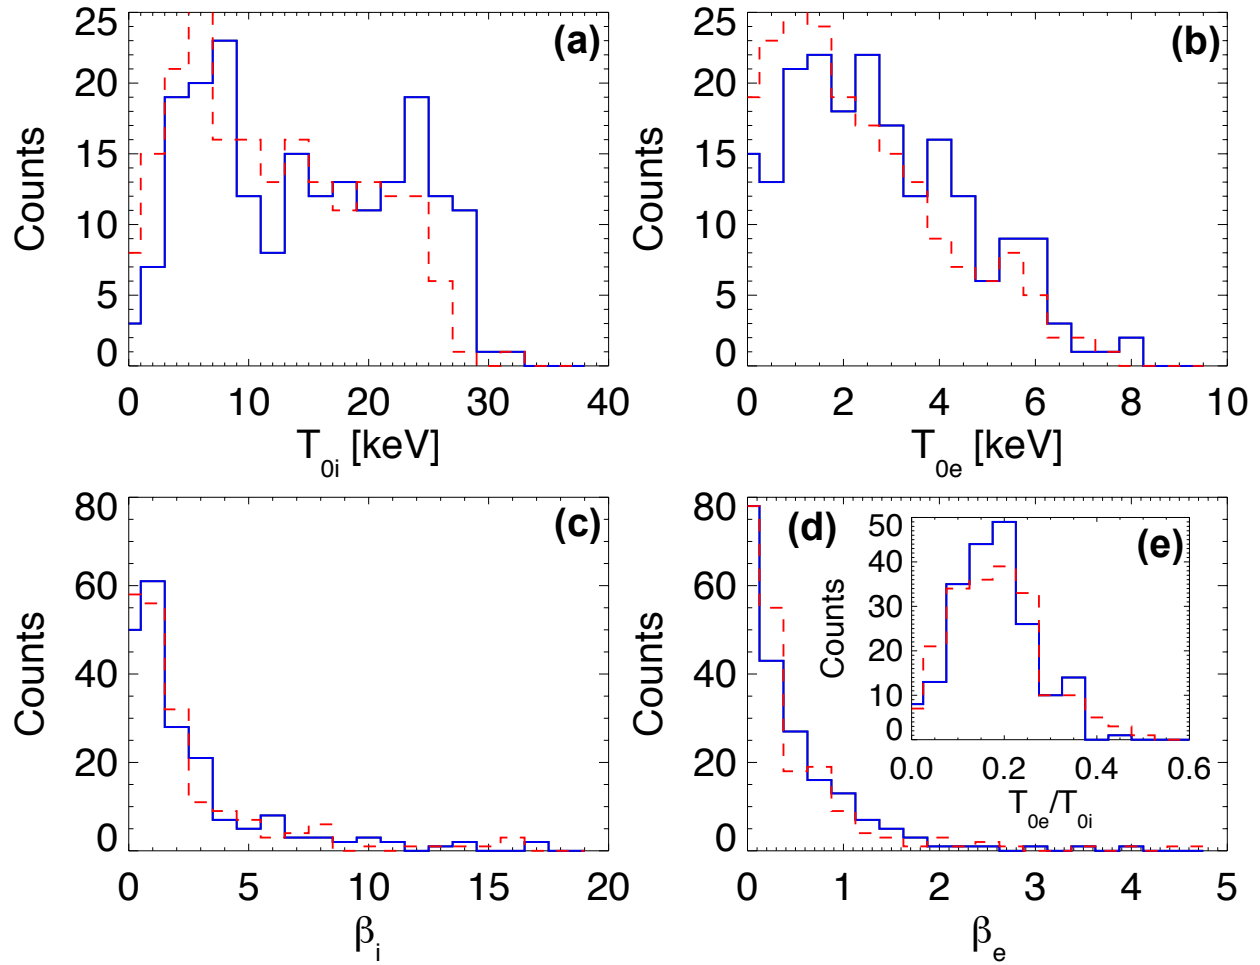 25
20
15
10
5
0
Counts
(a)
0 10 20 30 40
T0i [keV]
25
20
15
10
5
0
Counts
(b)
0 2 4 6 8 10
T0e [keV]
80
60
40
20
0
Counts
(c)
0 5 10 15 20
βi
80
60
40
20
0
Counts
(d)
0 1 2 3 4 5
βe
50
40
30
20
10
0
Counts
(e)
0.0 0.2 0.4 0.6
T0e/T0i